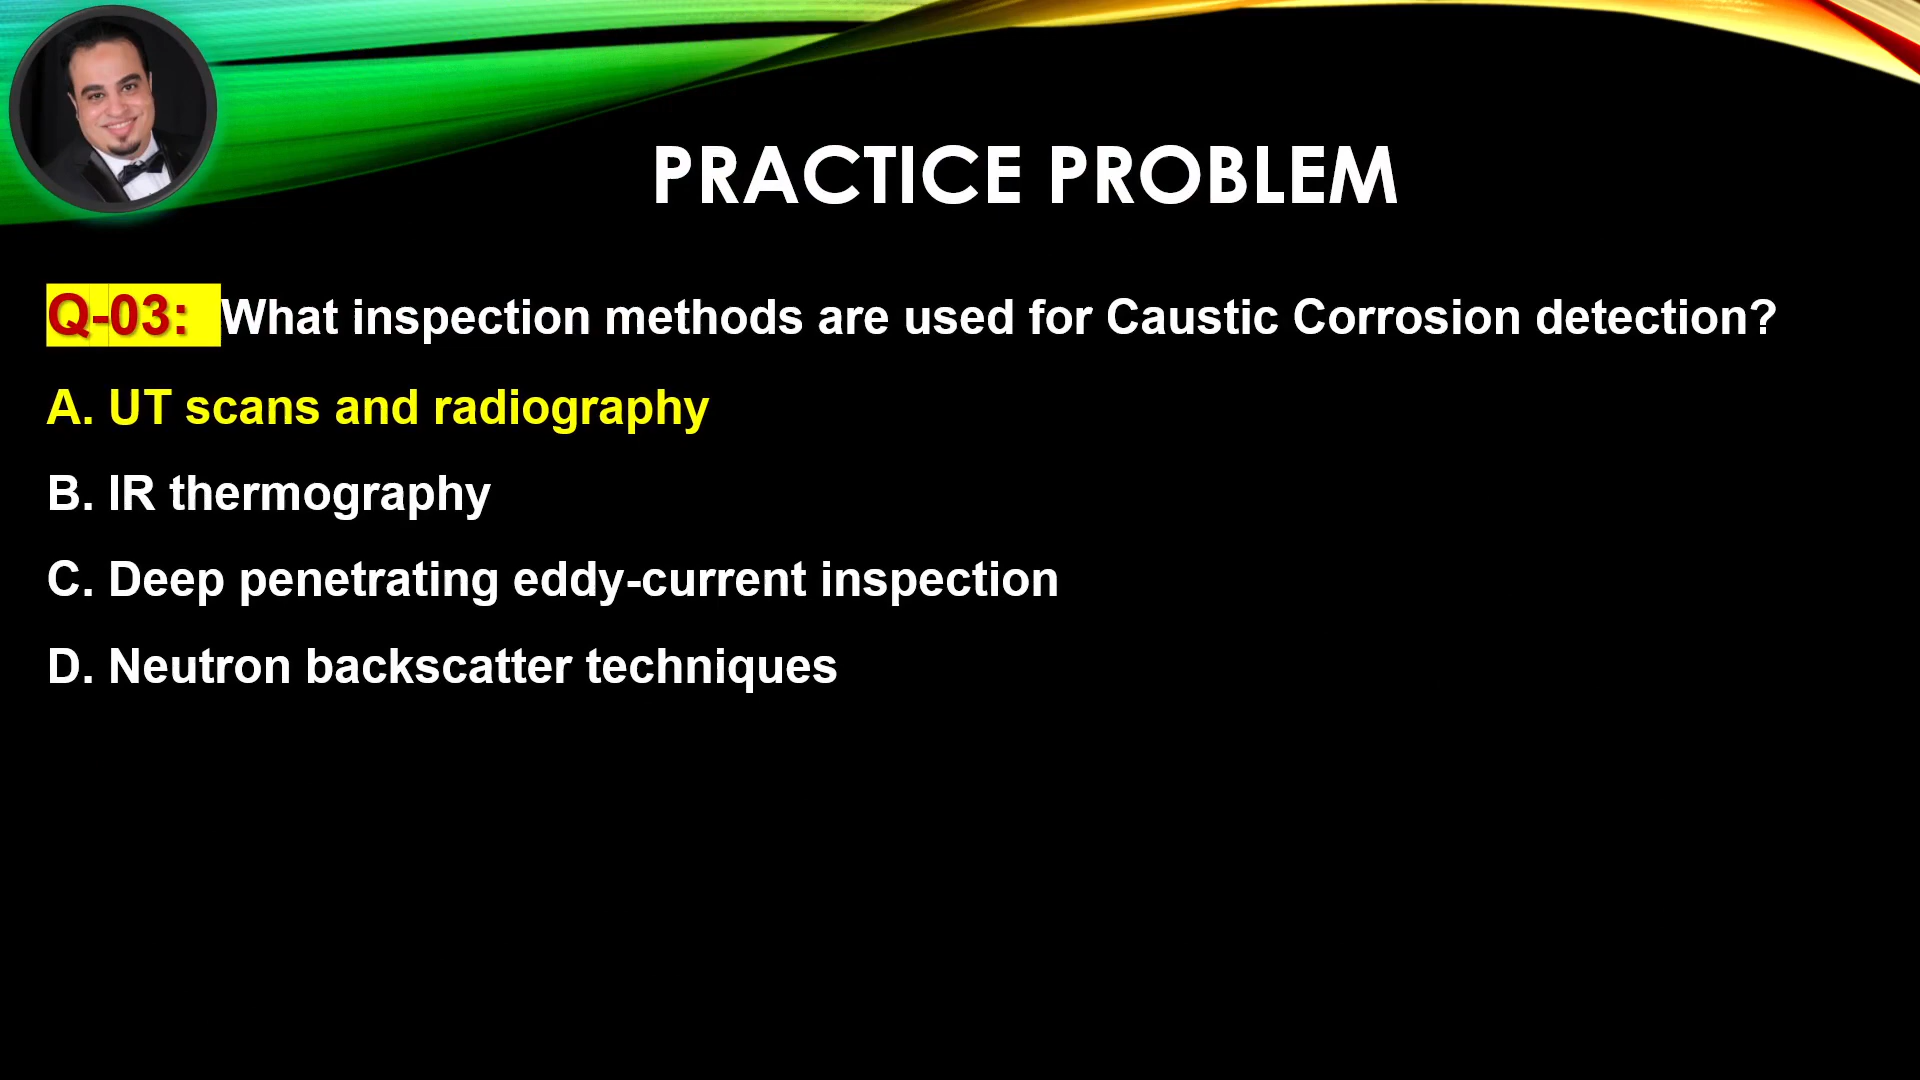 PRACTICE PROBLEM
Q-03: What inspection methods are used for Caustic Corrosion detection?
A. UT scans and radiography
B. IR thermography
C. Deep penetrating eddy-current inspection
D. Neutron backscatter techniques